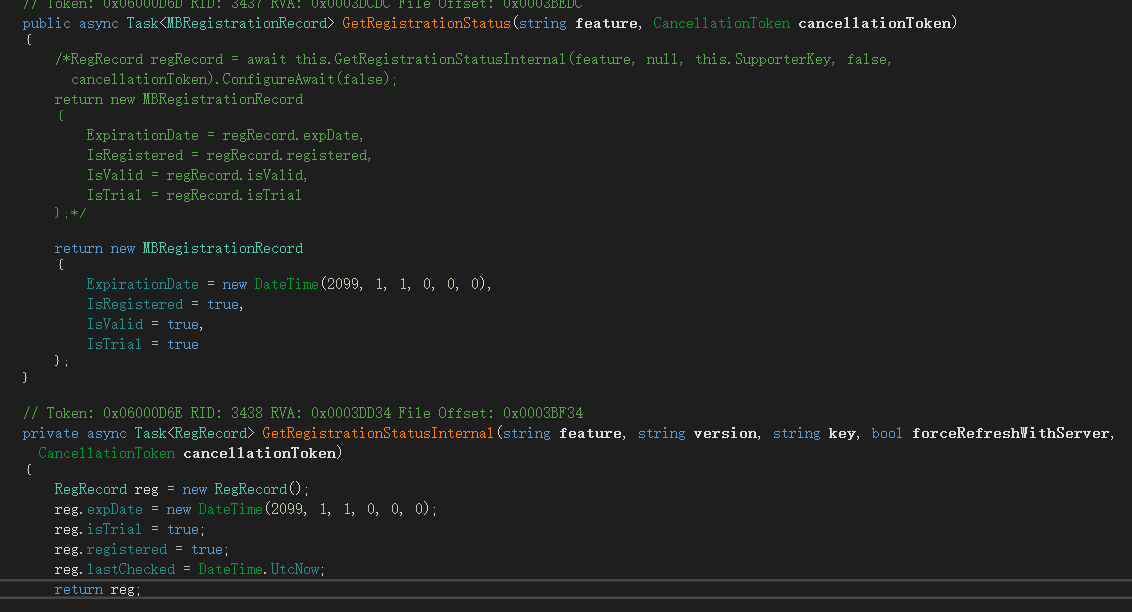 // Token: 0x06000D6D RID: 3437 RVA: 0x0003DCDC File Offset: 0x0003BEDC
public async Task<MBRegistrationRecord> GetRegistrationStatus(string feature, CancellationToken cancellationToken)
{
/*RegRecord regRecord = await this.GetRegistrationStatusInternal(feature, null, this.SupporterKey, false,
cancellationToken).ConfigureAwait(false);
return new MBRegistrationRecord
{
ExpirationDate = regRecord.expDate,
IsRegistered = regRecord.registered,
IsValid = regRecord.isValid,
IsTrial = regRecord.isTrial
};*/
return new MBRegistrationRecord
{
ExpirationDate = new DateTime(2099, 1, 1, 0, 0, 0),
IsRegistered = true,
IsValid = true,
IsTrial = true
};
}
// Token: 0x06000D6E RID: 3438 RVA: 0x0003DD34 File Offset: 0x0003BF34
private async Task<RegRecord> GetRegistrationStatusInternal(string feature, string version, string key, bool forceRefreshWithServer,
CancellationToken cancellationToken)
{
RegRecord reg = new RegRecord();
reg.expDate = new DateTime(2099, 1, 1, 0, 0, 0);
reg.isTrial = true;
reg.registered = true;
reg.lastChecked = DateTime.UtcNow;
return reg;